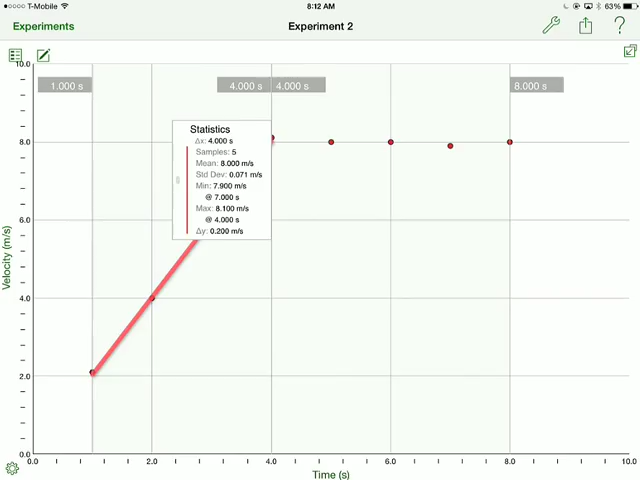 T-Mobile
8:12 AM
63%
Experiments
Experiment 2
?
10.0
1.000 s
4.000 s
4.000 s
8.000 s
8.0
Statistics
Δx: 4.000 s
Samples: 5
Mean: 8.000 m/s
Std Dev: 0.071 m/s
Min: 7.900 m/s
@ 7.000 s
Max: 8.100 m/s
@ 4.000 s
Δy: 0.200 m/s
6.0
Velocity (m/s)
4.0
2.0
0.0
0.0
2.0
4.0
6.0
8.0
10.0
Time (s)